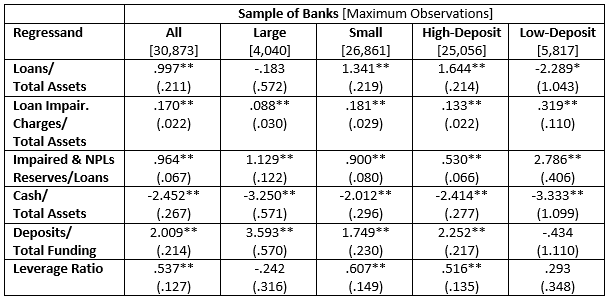 Sample of Banks [Maximum Observations]
Regressand All Large Small High-Deposit Low-Deposit
[30,873] [4,040] [26,861] [25,056] [5,817]
Loans/ .997** -.183 1.341** 1.644** -2.289*
Total Assets (.211) (.572) (.219) (.214) (1.043)
Loan Impair. .170** .088** .181** .133** .319**
Charges/ (.022) (.030) (.029) (.022) (.110)
Total Assets
Impaired & NPLs .964** 1.129** .900** .530** 2.786**
Reserves/Loans (.067) (.122) (.080) (.066) (.406)
Cash/ -2.452** -3.250** -2.012** -2.414** -3.333**
Total Assets (.267) (.571) (.296) (.277) (1.099)
Deposits/ 2.009** 3.593** 1.749** 2.252** -.434
Total Funding (.214) (.570) (.230) (.217) (1.110)
Leverage Ratio .537** -.242 .607** .516** .293
(.127) (.316) (.149) (.135) (.348)